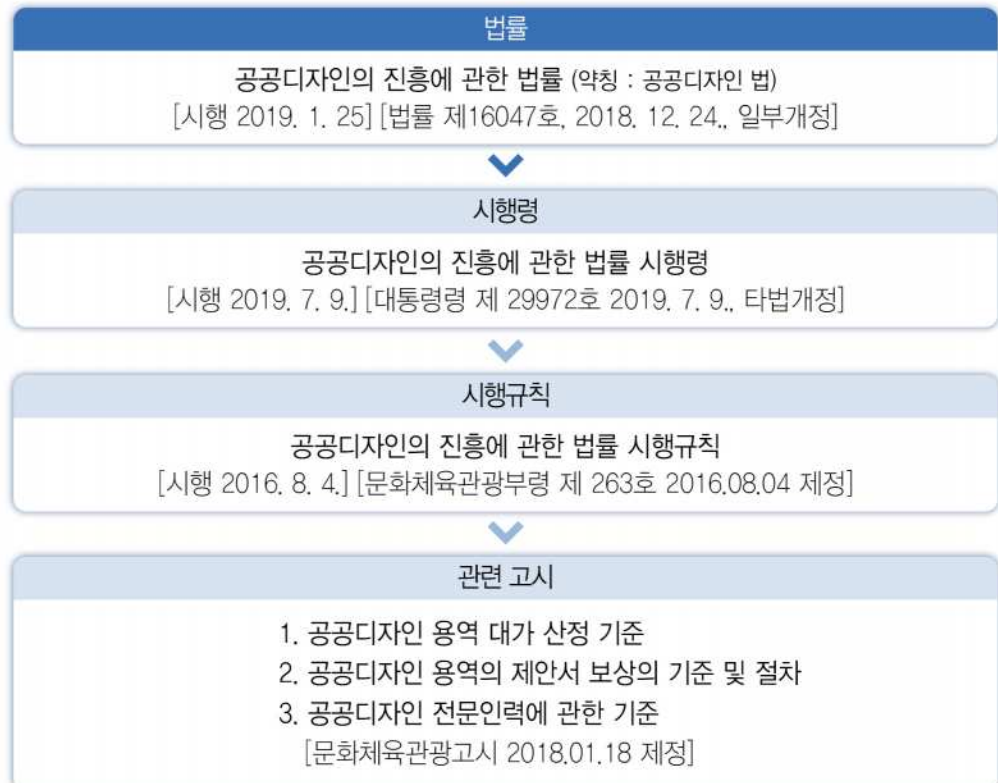 법률
공공디자인의 진흥에 관한 법률 (약칭 : 공공디자인 법)
[시행 2019. 1. 25] [법률 제16047호, 2018. 12. 24., 일부개정]
시행령
공공디자인의 진흥에 관한 법률 시행령
[시행 2019. 7. 9.] [대통령령 제 29972호 2019. 7. 9., 타법개정]
시행규칙
공공디자인의 진흥에 관한 법률 시행규칙
[시행 2016. 8. 4.] [문화체육관광부령 제 263호 2016.08.04 제정]
관련 고시
1. 공공디자인 용역 대가 산정 기준
2. 공공디자인 용역의 제안서 보상의 기준 및 절차
3. 공공디자인 전문인력에 관한 기준
[문화체육관광고시 2018.01.18 제정]